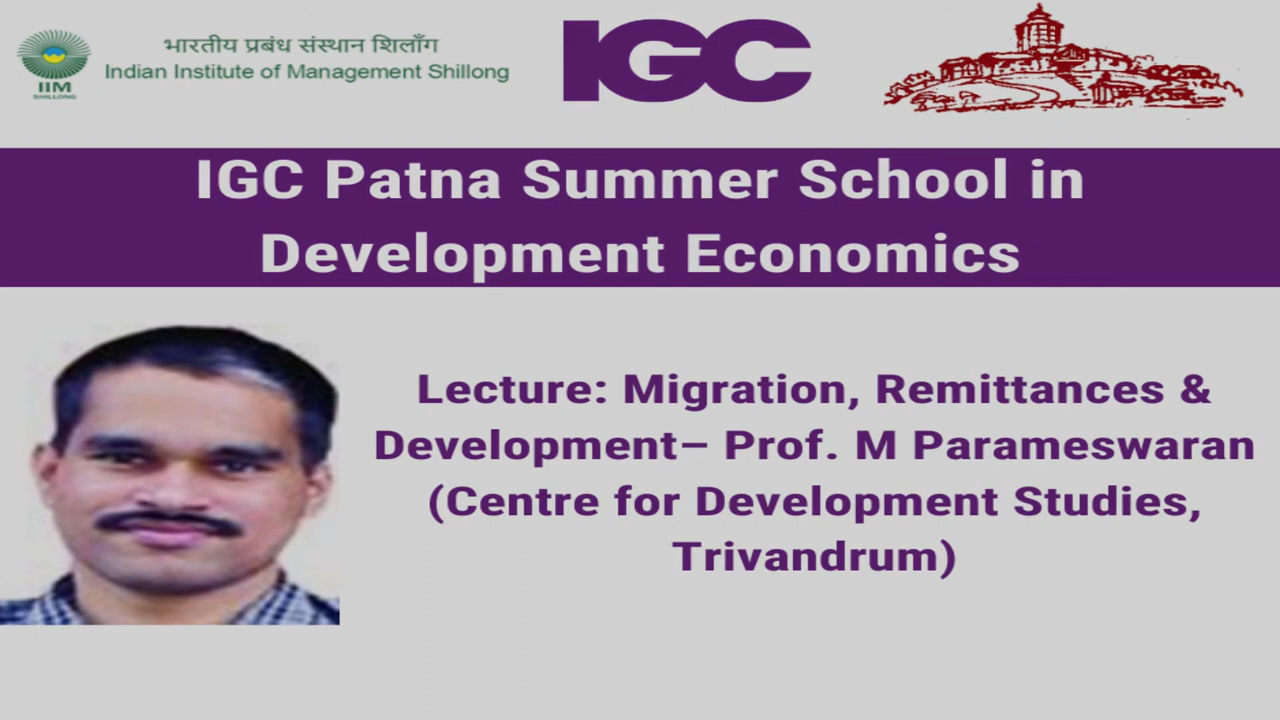 भारतीय प्रबंध संस्थान शिलाँग
Indian Institute of Management Shillong
IIM
SHILLONG
IGC
IGC Patna Summer School in
Development Economics
Lecture: Migration, Remittances &
Development– Prof. M Parameswaran
(Centre for Development Studies,
Trivandrum)